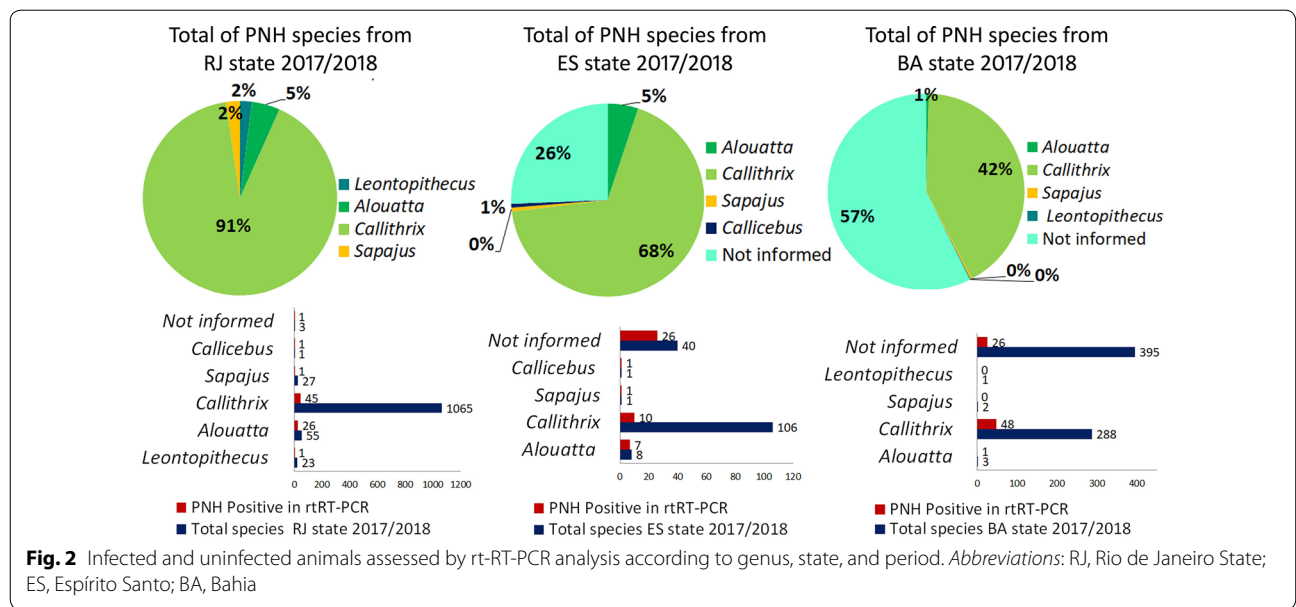 Total of PNH species from
RJ state 2017/2018
2%
5%
2%
91%
Leontopithecus
Alouatta
Callithrix
Sapajus
Total of PNH species from
ES state 2017/2018
5%
26%
1%
0%
68%
Alouatta
Callithrix
Sapajus
Callicebus
Not informed
Total of PNH species from
BA state 2017/2018
1%
42%
57%
0%
0%
Alouatta
Callithrix
Sapajus
Leontopithecus
Not informed
Not informed 1 3
Callicebus 1 1
Sapajus 1 27
Callithrix 45 1065
Alouatta 26 55
Leontopithecus 1 23
0 200 400 600 800 1000 1200
PNH Positive in rtRT-PCR
Total species RJ state 2017/2018
Not informed 26 40
Callicebus 1 1
Sapajus 1 1
Callithrix 10 106
Alouatta 7 8
0 20 40 60 80 100 120
PNH Positive in rtRT-PCR
Total species ES state 2017/2018
Not informed 26 395
Leontopithecus 0 1
Sapajus 0 2
Callithrix 48 288
Alouatta 1 3
0 100 200 300 400
PNH Positive in rtRT-PCR
Total species BA state 2017/2018
Fig. 2 Infected and uninfected animals assessed by rt-RT-PCR analysis according to genus, state, and period. Abbreviations: RJ, Rio de Janeiro State;
ES, Espírito Santo; BA, Bahia